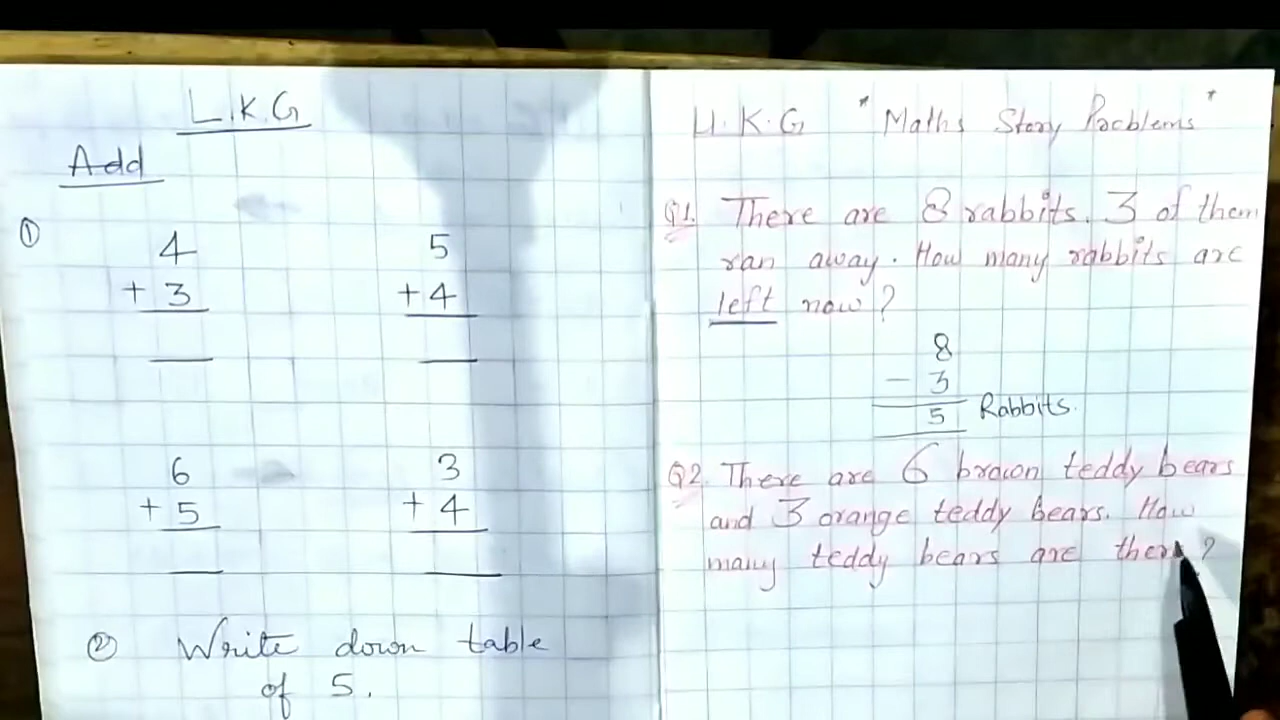 L.K.G
Add
① 4 5
+ 3 + 4
6 3
+ 5 + 4
② Write down table
of 5.
U.K.G "Maths Story Problems"
Q1. There are 8 rabbits. 3 of them
ran away. How many rabbits are
left now?
8
- 3
5 Rabbits.
Q2. There are 6 brown teddy bears
and 3 orange teddy bears. How
many teddy bears are there?